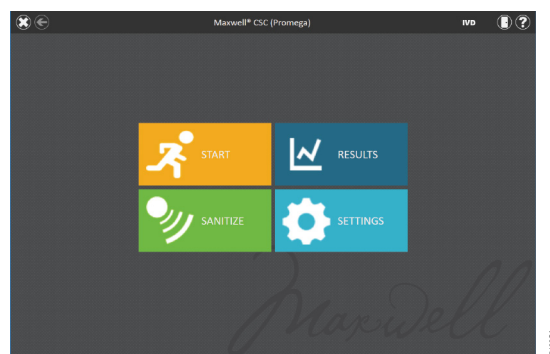 Maxwell® CSC (Promega)
IVD
?
START
RESULTS
SANITIZE
SETTINGS
Maxwell